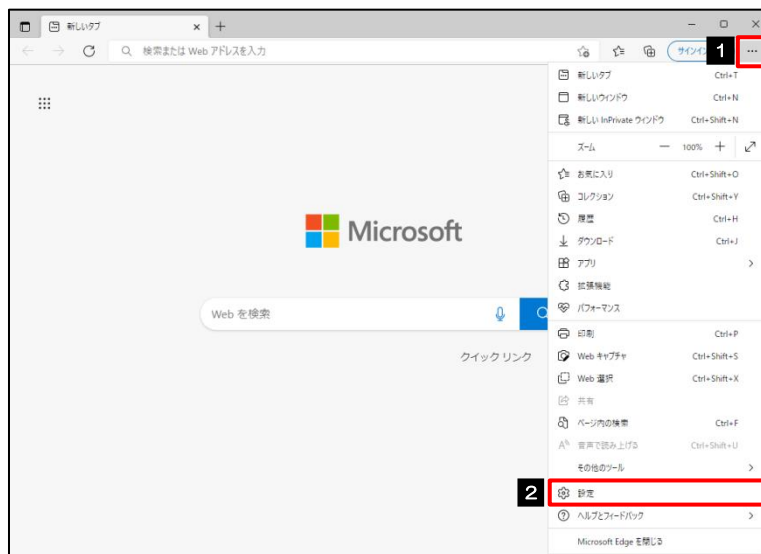 新しいタブ
検索または Web アドレスを入力
1
新しいタブ Ctrl+T
新しいウィンドウ Ctrl+N
新しい InPrivate ウィンドウ Ctrl+Shift+N
ズーム 100%
お気に入り Ctrl+Shift+O
コレクション Ctrl+Shift+Y
履歴 Ctrl+H
ダウンロード Ctrl+J
アプリ
拡張機能
パフォーマンス
Microsoft
Web を検索
クイック リンク
印刷 Ctrl+P
Web キャプチャ Ctrl+Shift+S
Web 選択 Ctrl+Shift+X
共有
ページ内の検索 Ctrl+F
音声で読み上げる Ctrl+Shift+U
その他のツール
2 設定
ヘルプとフィードバック
Microsoft Edge を閉じる